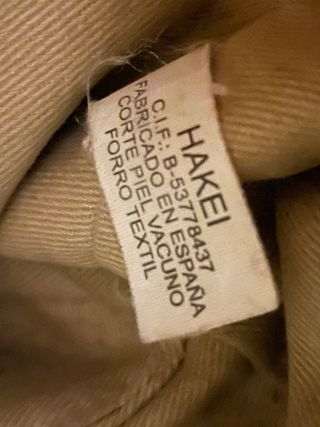 HAKEI
C.I.F.: B-53778437
FABRICADO EN ESPAÑA
CORTE PIEL VACUNO
FORRO TEXTIL